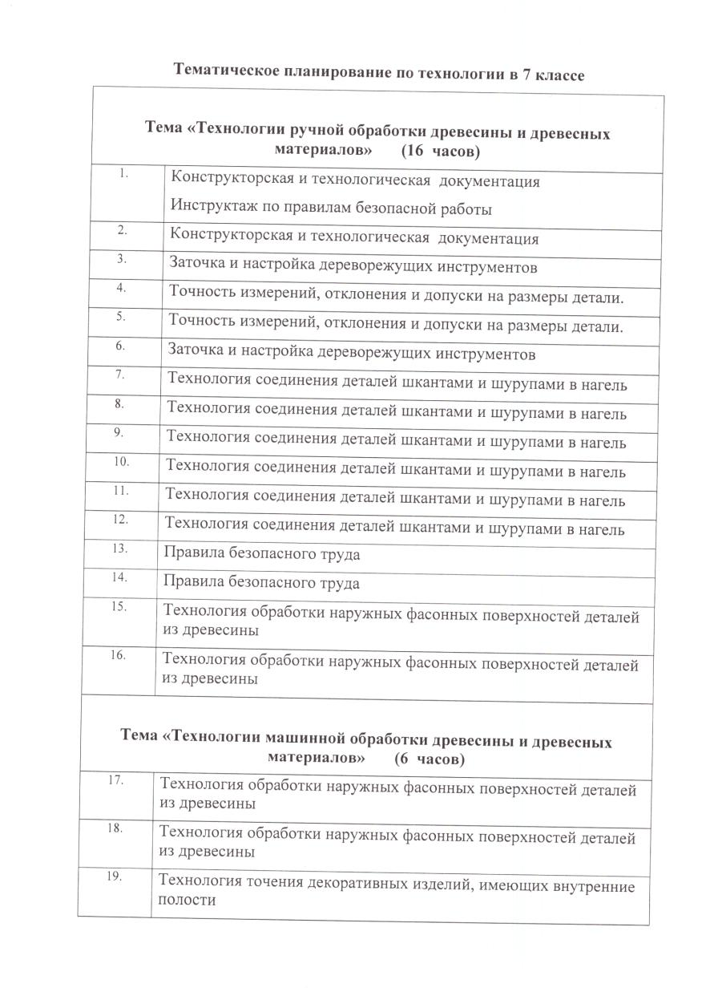 Тематическое планирование по технологии в 7 классе
Тема «Технологии ручной обработки древесины и древесных
материалов» (16 часов)
1. Конструкторская и технологическая документация
Инструктаж по правилам безопасной работы
2. Конструкторская и технологическая документация
3. Заточка и настройка дереворежущих инструментов
4. Точность измерений, отклонения и допуски на размеры детали.
5. Точность измерений, отклонения и допуски на размеры детали.
6. Заточка и настройка дереворежущих инструментов
7. Технология соединения деталей шкантами и шурупами в нагель
8. Технология соединения деталей шкантами и шурупами в нагель
9. Технология соединения деталей шкантами и шурупами в нагель
10. Технология соединения деталей шкантами и шурупами в нагель
11. Технология соединения деталей шкантами и шурупами в нагель
12. Технология соединения деталей шкантами и шурупами в нагель
13. Правила безопасного труда
14. Правила безопасного труда
15. Технология обработки наружных фасонных поверхностей деталей
из древесины
16. Технология обработки наружных фасонных поверхностей деталей
из древесины
Тема «Технологии машинной обработки древесины и древесных
материалов» (6 часов)
17. Технология обработки наружных фасонных поверхностей деталей
из древесины
18. Технология обработки наружных фасонных поверхностей деталей
из древесины
19. Технология точения декоративных изделий, имеющих внутренние
полости